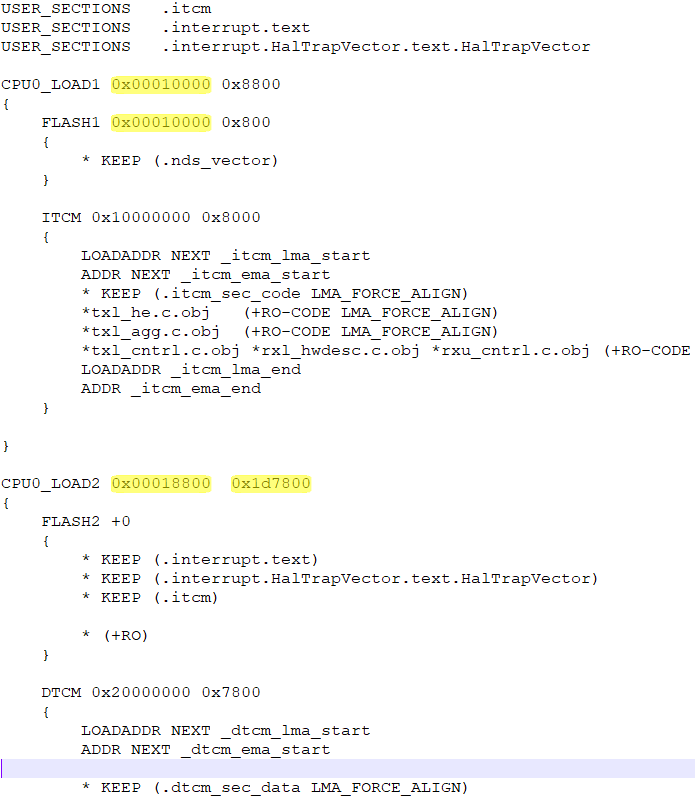 USER_SECTIONS   .itcm
USER_SECTIONS   .interrupt.text
USER_SECTIONS   .interrupt.HalTrapVector.text.HalTrapVector
CPU0_LOAD1 0x00010000 0x8800
{
    FLASH1 0x00010000 0x800
    {
        * KEEP (.nds_vector)
    }
    ITCM 0x10000000 0x8000
    {
        LOADADDR NEXT _itcm_lma_start
        ADDR NEXT _itcm_ema_start
        * KEEP (.itcm_sec_code LMA_FORCE_ALIGN)
        *txl_he.c.obj   (+RO-CODE LMA_FORCE_ALIGN)
        *txl_agg.c.obj  (+RO-CODE LMA_FORCE_ALIGN)
        *txl_cntrl.c.obj *rxl_hwdesc.c.obj *rxu_cntrl.c.obj (+RO-CODE
        LOADADDR _itcm_lma_end
        ADDR _itcm_ema_end
    }
}
CPU0_LOAD2 0x00018800  0x1d7800
{
    FLASH2 +0
    {
        * KEEP (.interrupt.text)
        * KEEP (.interrupt.HalTrapVector.text.HalTrapVector)
        * KEEP (.itcm)
        * (+RO)
    }
    DTCM 0x20000000 0x7800
    {
        LOADADDR NEXT _dtcm_lma_start
        ADDR NEXT _dtcm_ema_start
        * KEEP (.dtcm_sec_data LMA_FORCE_ALIGN)